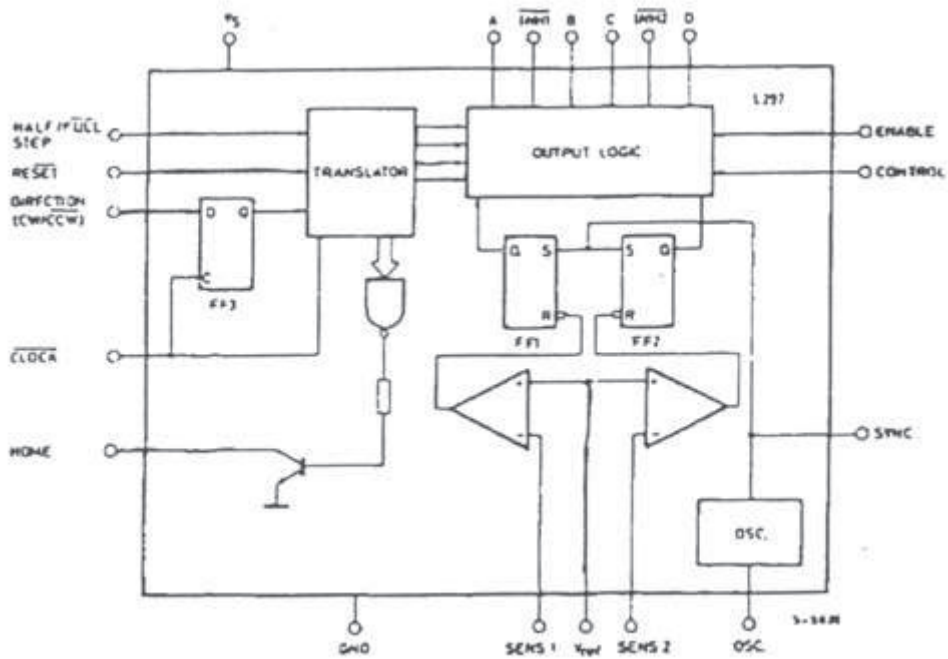 A INH1 B C INH2 D
L297
HALF/FULL
STEP
RESET
DIRECTION
(CW/CCW)
TRANSLATOR
OUTPUT LOGIC
ENABLE
CONTROL
D Q
C
FF3
Q S
R
FF1
S Q
R
FF2
CLOCK
+ +
- -
HOME
SYNC
OSC.
GND
SENS 1
Vref
SENS 2
OSC.